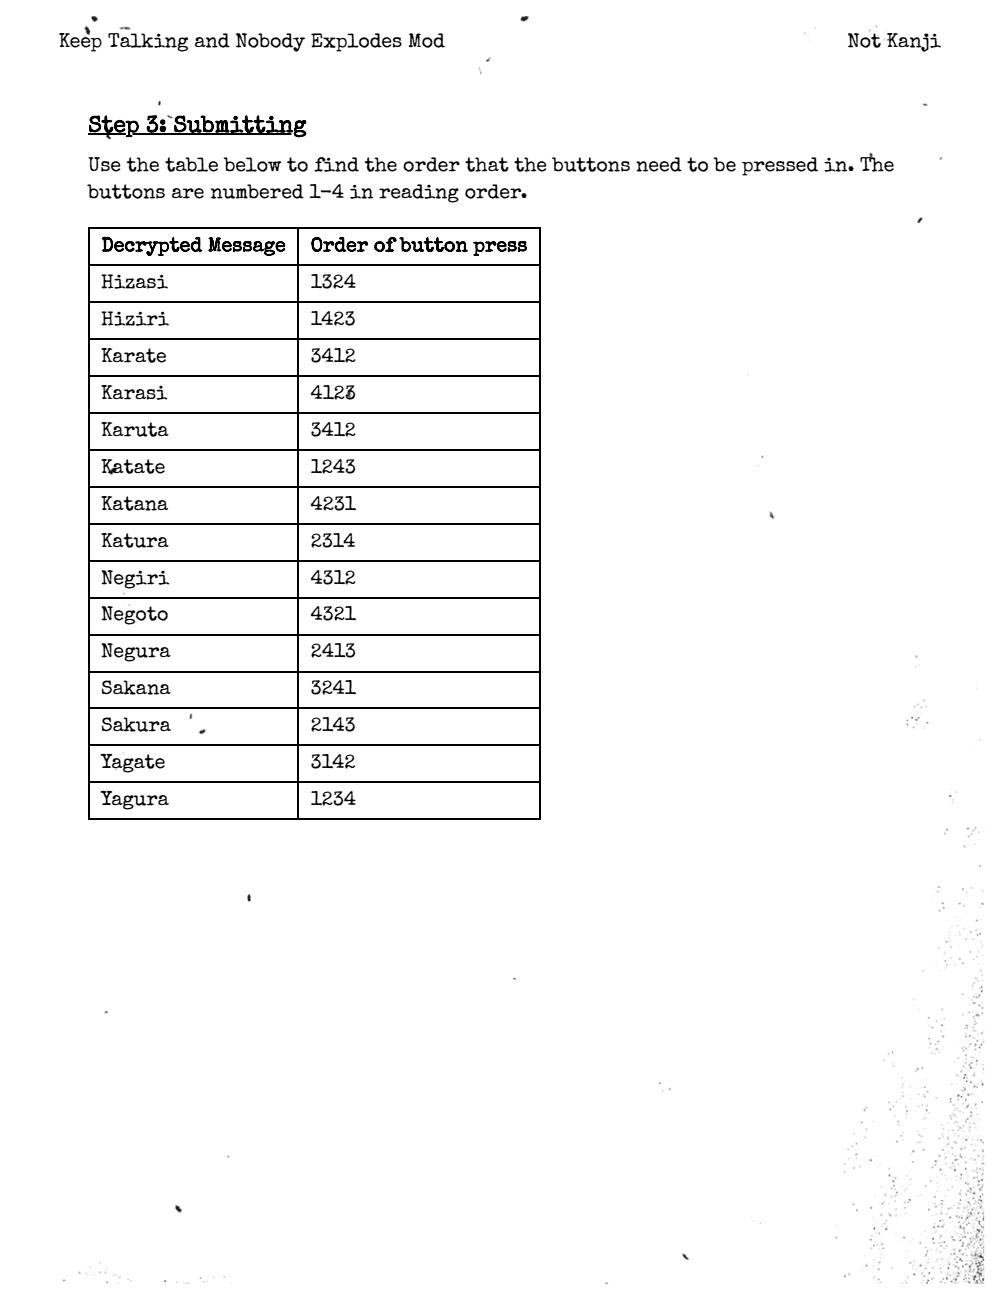 Keep Talking and Nobody Explodes Mod Not Kanji
Step 3: Submitting
Use the table below to find the order that the buttons need to be pressed in. The
buttons are numbered 1-4 in reading order.
Decrypted Message Order of button press
Hizasi 1324
Hiziri 1423
Karate 3412
Karasi 4123
Karuta 3412
Katate 1243
Katana 4231
Katura 2314
Negiri 4312
Negoto 4321
Negura 2413
Sakana 3241
Sakura 2143
Yagate 3142
Yagura 1234